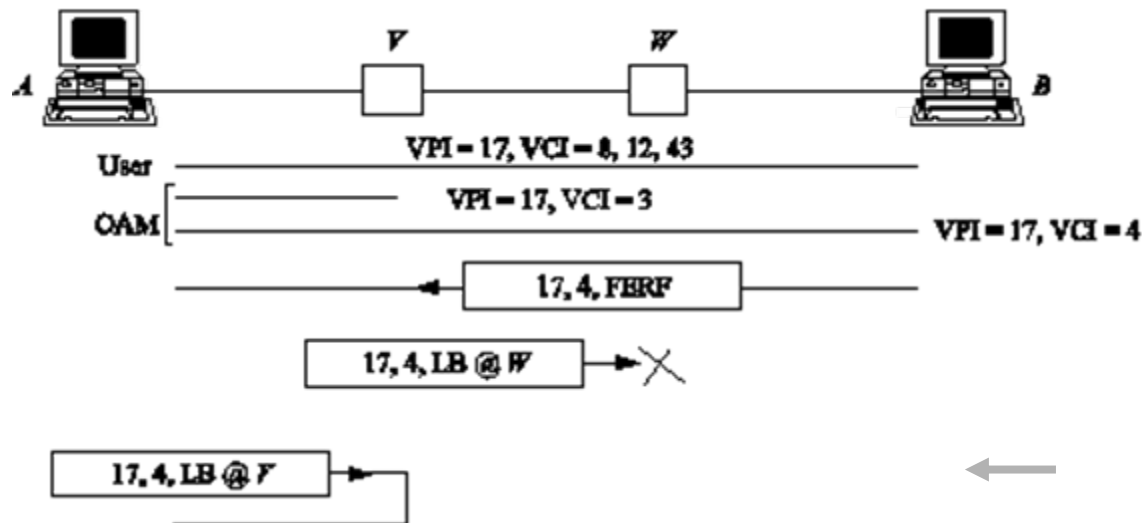 V
W
A
B
VPI = 17, VCI = 8, 12, 43
User
VPI = 17, VCI = 3
OAM
VPI = 17, VCI = 4
17, 4, FERF
17, 4, LB @ W
17, 4, LB @ V